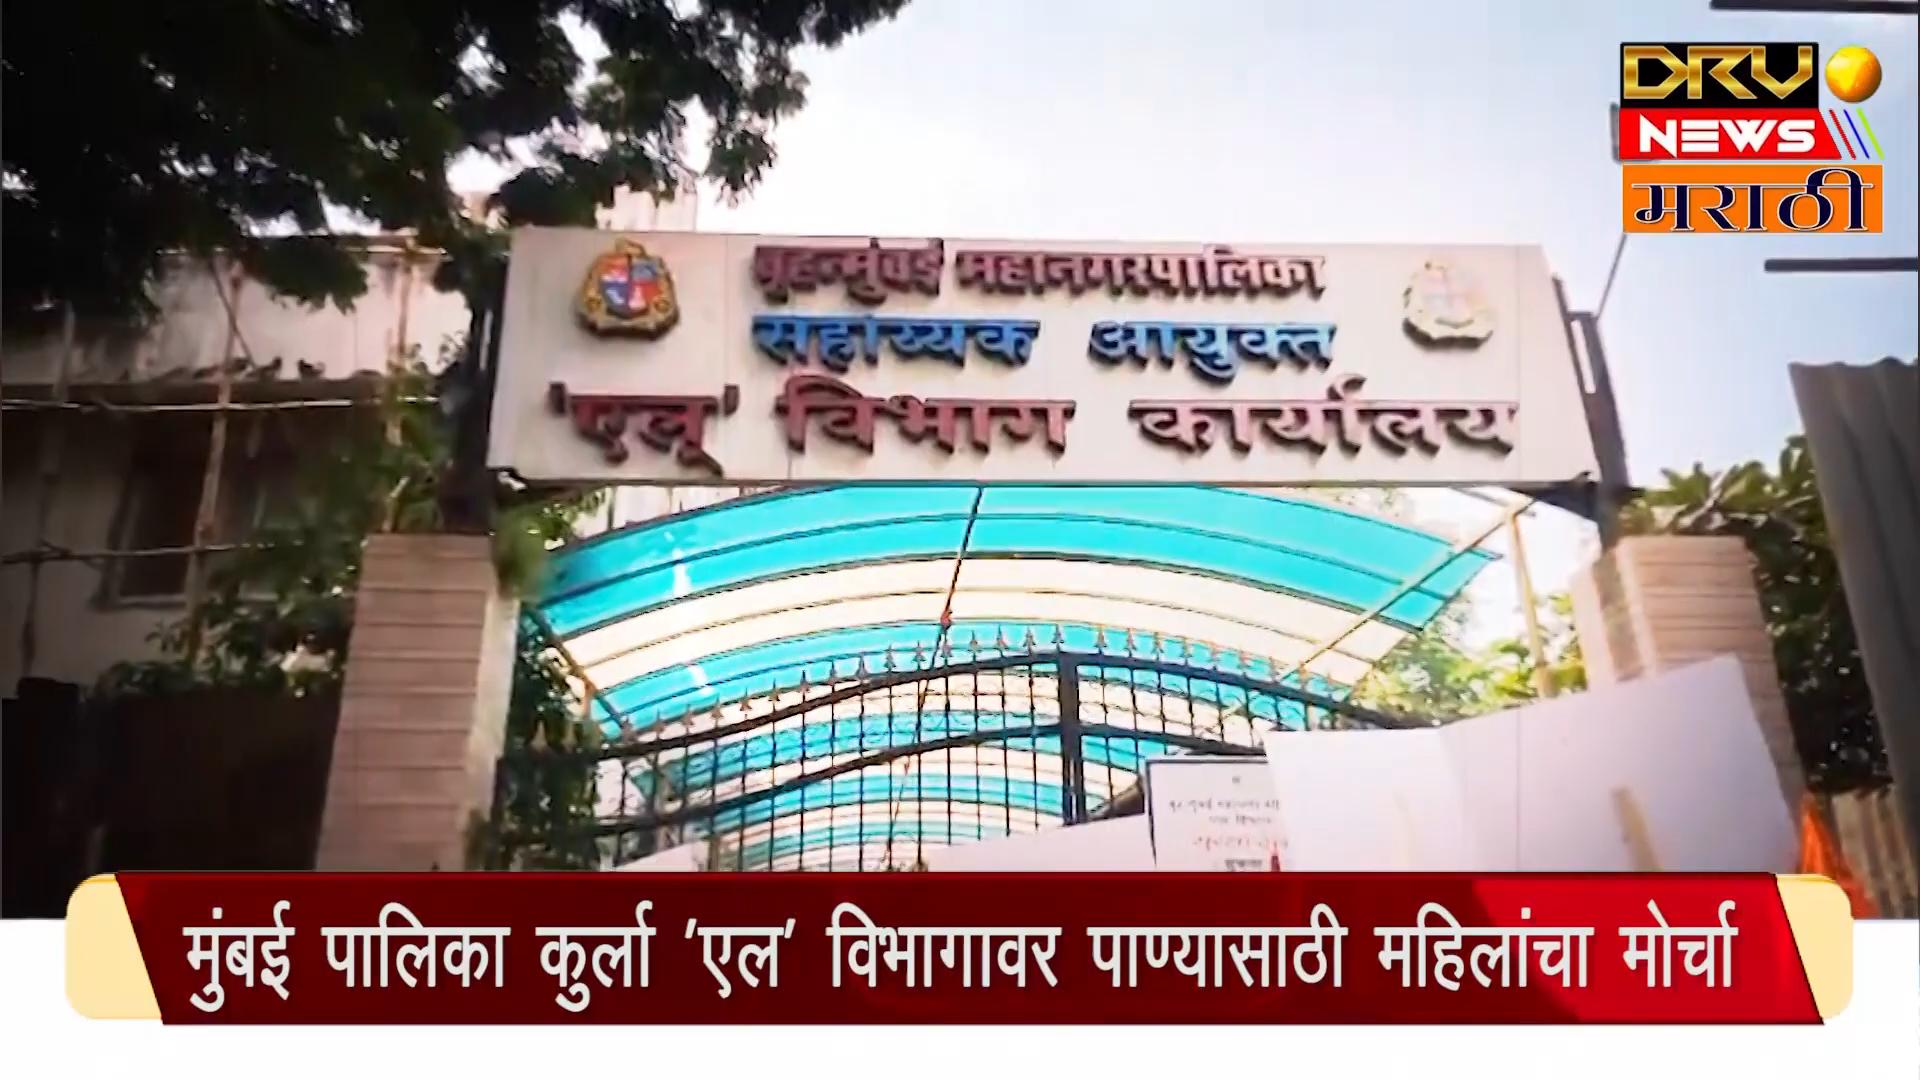 DRV
NEWS
मराठी
बृहन्मुंबई महानगरपालिका
सहाय्यक आयुक्त
'एल' विभाग कार्यालय
मुंबई पालिका कुर्ला 'एल' विभागावर पाण्यासाठी महिलांचा मोर्चा